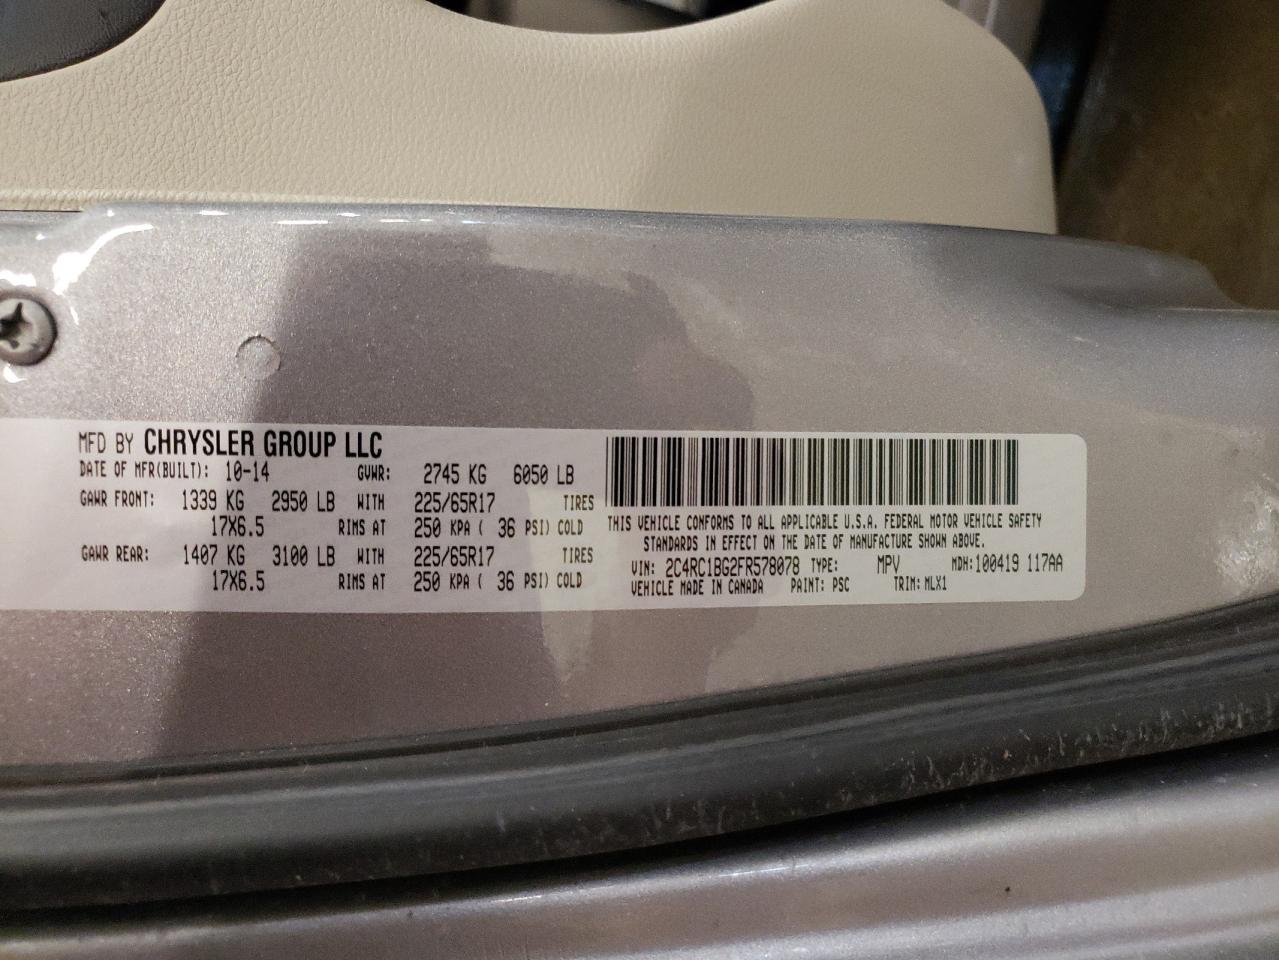 MFD BY CHRYSLER GROUP LLC
DATE OF MFR(BUILT): 10-14 GVWR: 2745 KG 6050 LB
GAWR FRONT: 1339 KG 2950 LB WITH 225/65R17 TIRES
17X6.5 RIMS AT 250 KPA ( 36 PSI) COLD
GAWR REAR: 1407 KG 3100 LB WITH 225/65R17 TIRES
17X6.5 RIMS AT 250 KPA ( 36 PSI) COLD
THIS VEHICLE CONFORMS TO ALL APPLICABLE U.S.A. FEDERAL MOTOR VEHICLE SAFETY
STANDARDS IN EFFECT ON THE DATE OF MANUFACTURE SHOWN ABOVE.
VIN: 2C4RC1BG2FR578078 TYPE: MPV MDH:100419 117AA
VEHICLE MADE IN CANADA PAINT: PSC TRIM: MLX1